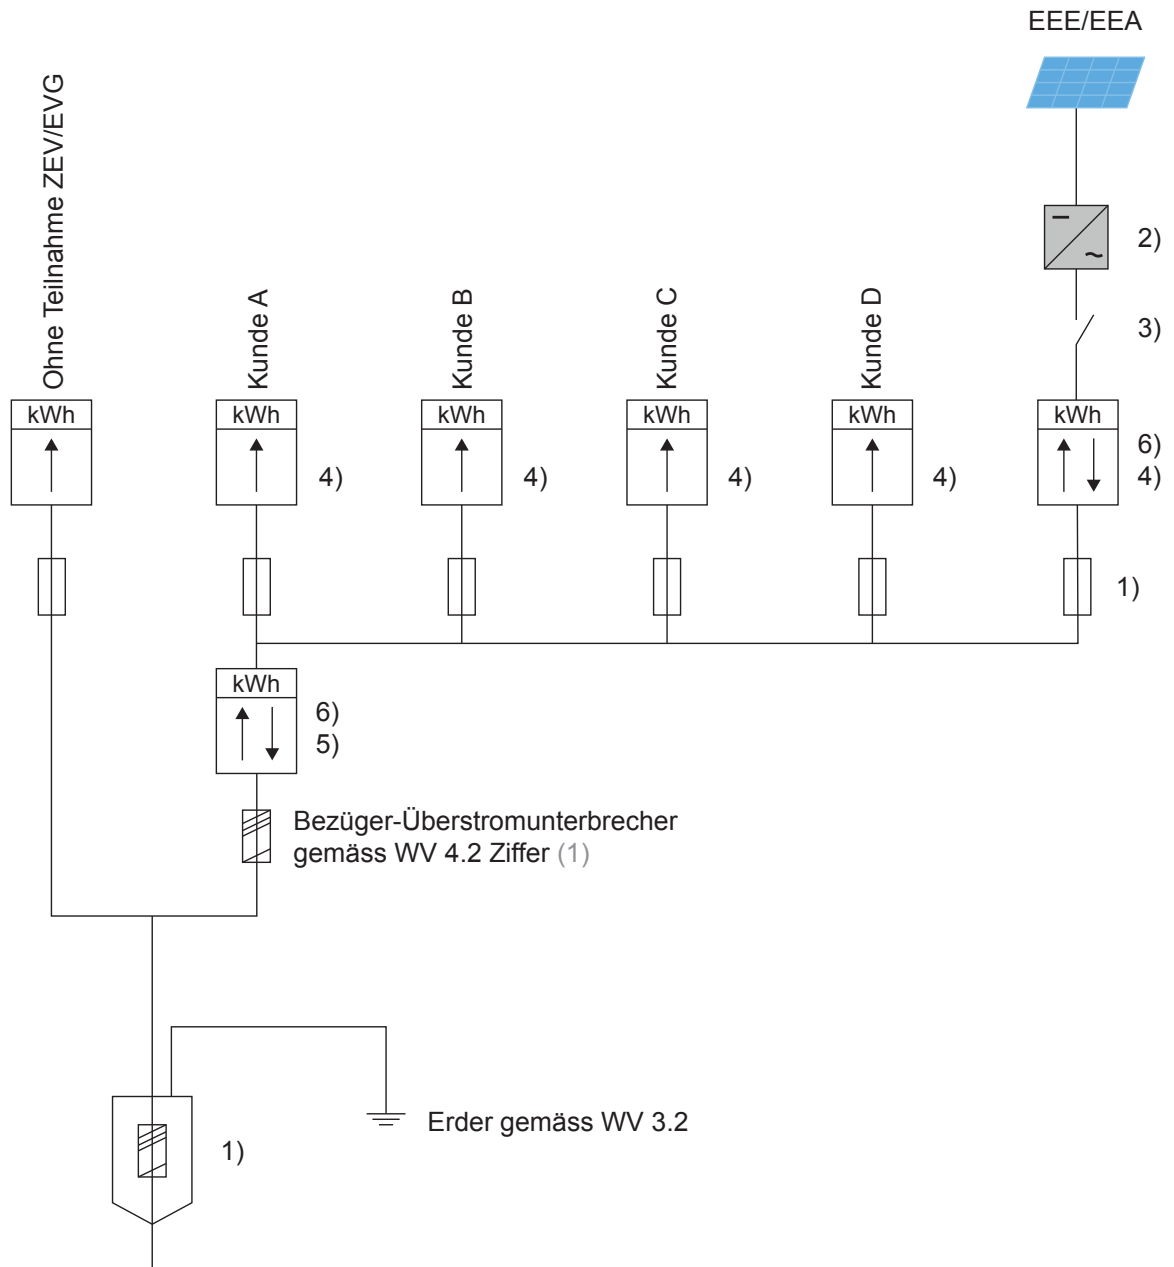 EEE/EEA
Ohne Teilnahme ZEV/EVG
Kunde A
Kunde B
Kunde C
Kunde D
2)
3)
kWh
kWh
kWh
kWh
kWh
kWh
4)
4)
4)
4)
6)
4)
1)
kWh
6)
5)
Bezüger-Überstromunterbrecher
gemäss WV 4.2 Ziffer (1)
Erder gemäss WV 3.2
1)